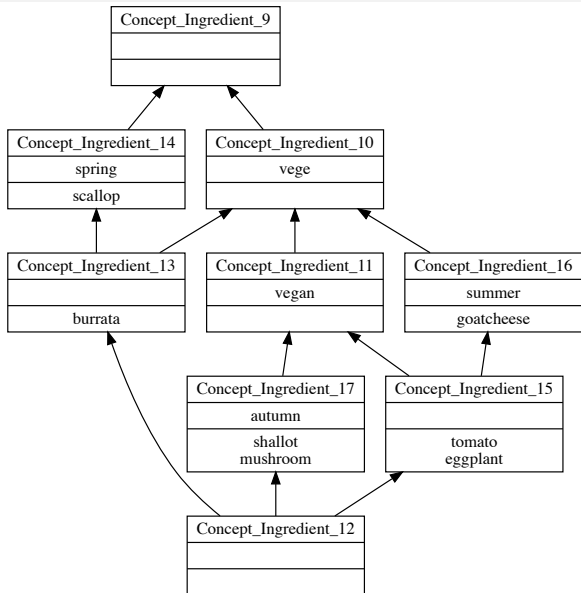 Concept_Ingredient_9
Concept_Ingredient_14
spring
scallop
Concept_Ingredient_10
vege
Concept_Ingredient_13
burrata
Concept_Ingredient_11
vegan
Concept_Ingredient_16
summer
goatcheese
Concept_Ingredient_17
autumn
shallot
mushroom
Concept_Ingredient_15
tomato
eggplant
Concept_Ingredient_12